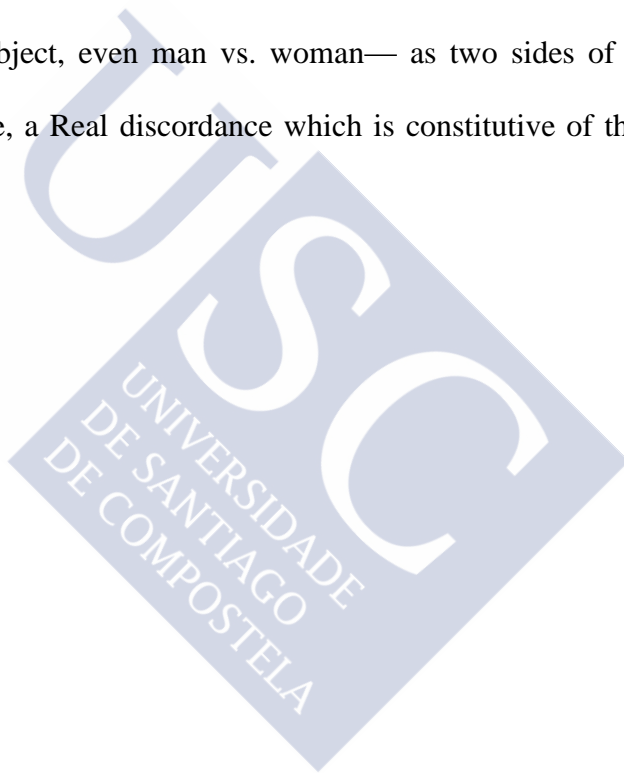 bject, even man vs. woman— as two sides of
e, a Real discordance which is constitutive of th
USC
UNIVERSIDADE
DE SANTIAGO
DE COMPOSTELA